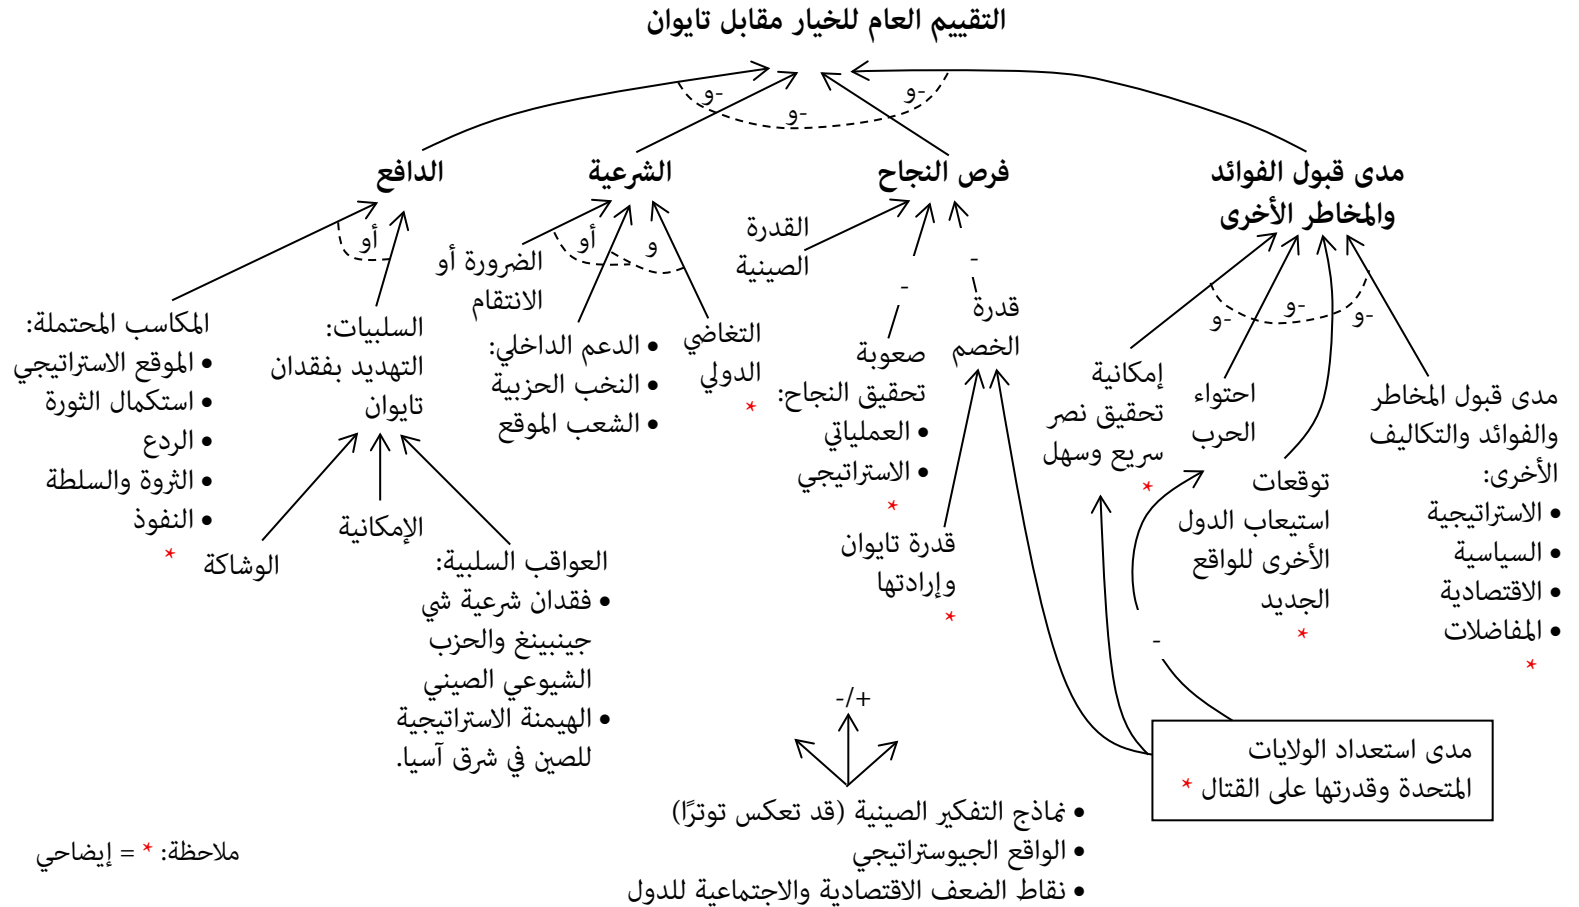 التقييم العام للخيار مقابل تايوان
-و
-و
-و
الدافع
الشرعية
فرص النجاح
مدى قبول الفوائد
والمخاطر الأخرى
أو
المكاسب المحتملة:
• الموقع الاستراتيجي
• استكمال الثورة
• الردع
• الثروة والسلطة
• النفوذ
*
السلبيات:
التهديد بفقدان
تايوان
الوشاكة
الإمكانية
العواقب السلبية:
• فقدان شرعية شي
جينبينغ والحزب
الشيوعي الصيني
• الهيمنة الاستراتيجية
للصين في شرق آسيا.
أو
و
الضرورة أو
الانتقام
• الدعم الداخلي:
• النخب الحزبية
• الشعب الموقع
التغاضي
الدولي
*
القدرة
الصينية
-
-
صعوبة
تحقيق النجاح:
• العملياتي
• الاستراتيجي
*
قدرة
الخصم
قدرة تايوان
وإرادتها
*
-و
-و
-و
إمكانية
تحقيق نصر
سريع وسهل
*
احتواء
الحرب
توقعات
استيعاب الدول
الأخرى للواقع
الجديد
*
مدى قبول المخاطر
والفوائد والتكاليف
الأخرى:
• الاستراتيجية
• السياسية
• الاقتصادية
• المفاضلات
*
-
مدى استعداد الولايات
المتحدة وقدرتها على القتال *
-/+
• نماذج التفكير الصينية (قد تعكس توترًا)
• الواقع الجيوستراتيجي
• نقاط الضعف الاقتصادية والاجتماعية للدول
ملاحظة: * = إيضاحي